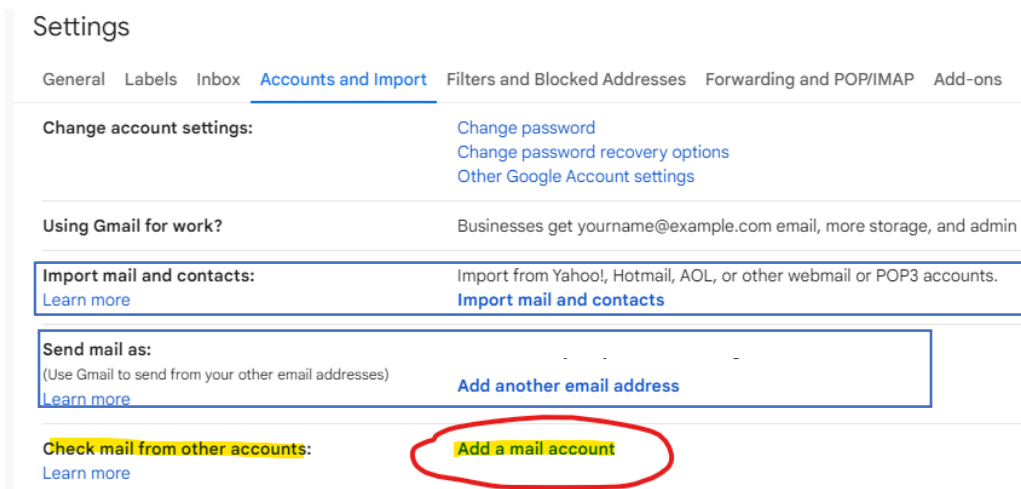 Settings
General Labels Inbox Accounts and Import Filters and Blocked Addresses Forwarding and POP/IMAP Add-ons
Change account settings: Change password
Change password recovery options
Other Google Account settings
Using Gmail for work? Businesses get yourname@example.com email, more storage, and admin
Import mail and contacts: Import from Yahoo!, Hotmail, AOL, or other webmail or POP3 accounts.
Learn more Import mail and contacts
Send mail as:
(Use Gmail to send from your other email addresses) Add another email address
Learn more
Check mail from other accounts: Add a mail account
Learn more